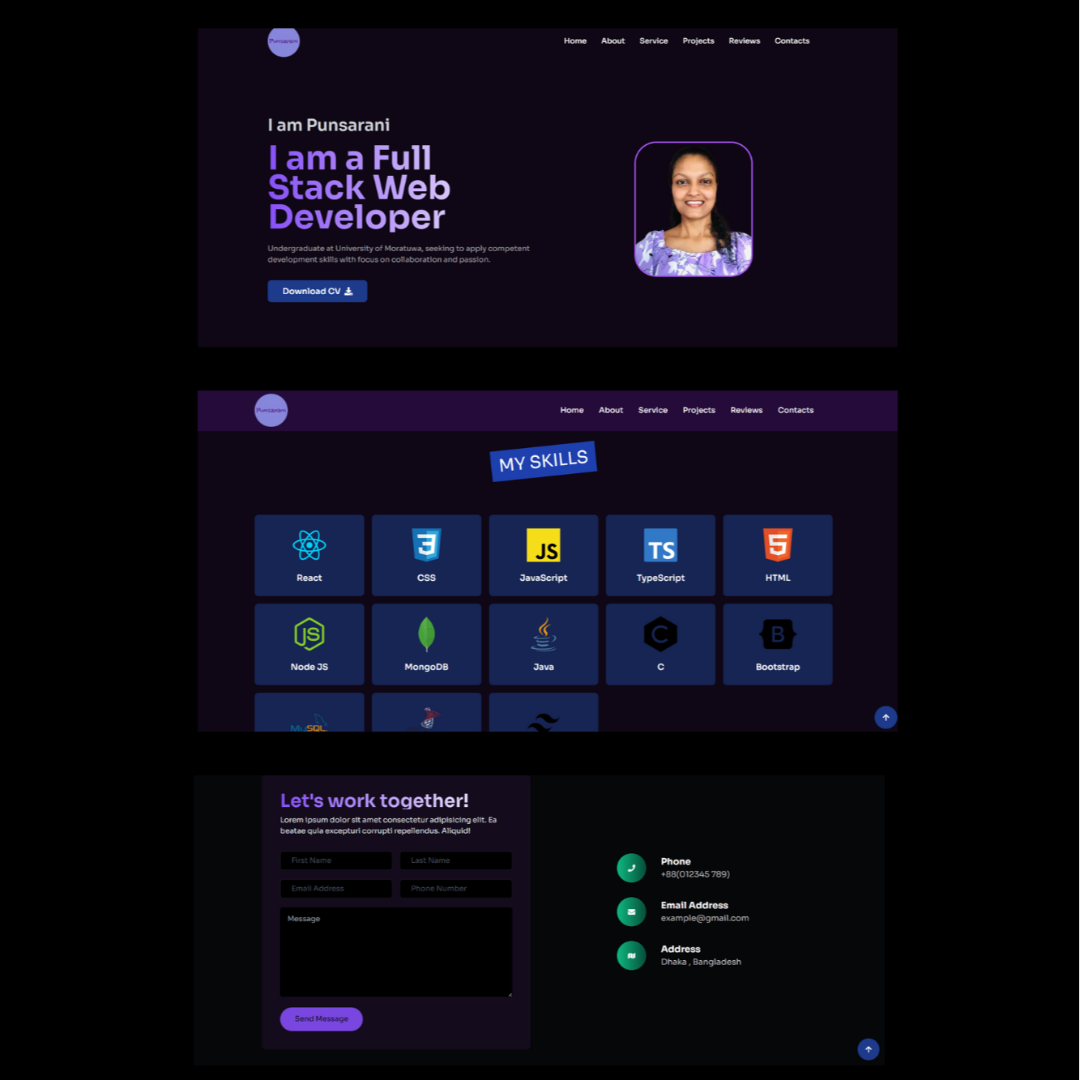 Punsarani
Home About Service Projects Reviews Contacts
I am Punsarani
I am a Full
Stack Web
Developer
Undergraduate at University of Moratuwa, seeking to apply competent
development skills with focus on collaboration and passion.
Download CV
Punsarani
Home About Service Projects Reviews Contacts
MY SKILLS
3 JS TS 5
React CSS JavaScript TypeScript HTML
JS C B
Node JS MongoDB Java C Bootstrap
MySQL
Let's work together!
Lorem ipsum dolor sit amet consectetur adipisicing elit. Ea
beatae quia excepturi corrupti repellendus. Aliquid!
First Name Last Name
Email Address Phone Number
Message
Send Message
Phone
+88(012345 789)
Email Address
example@gmail.com
Address
Dhaka , Bangladesh